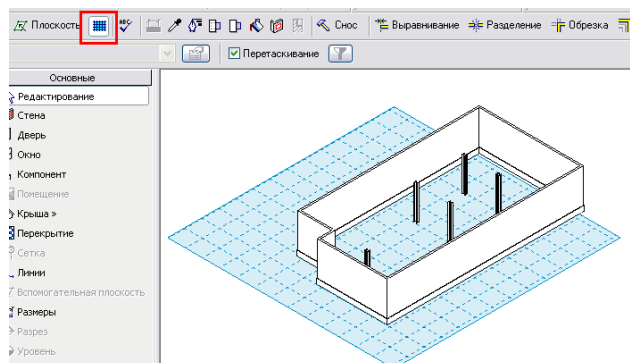 Плоскость ABC Снос Выравнивание Разделение Обрезка
Перетаскивание
Основные
Редактирование
Стена
Дверь
Окно
Компонент
Помещение
Крыша »
Перекрытие
Сетка
Линии
Вспомогательная плоскость
Размеры
Разрез
Уровень